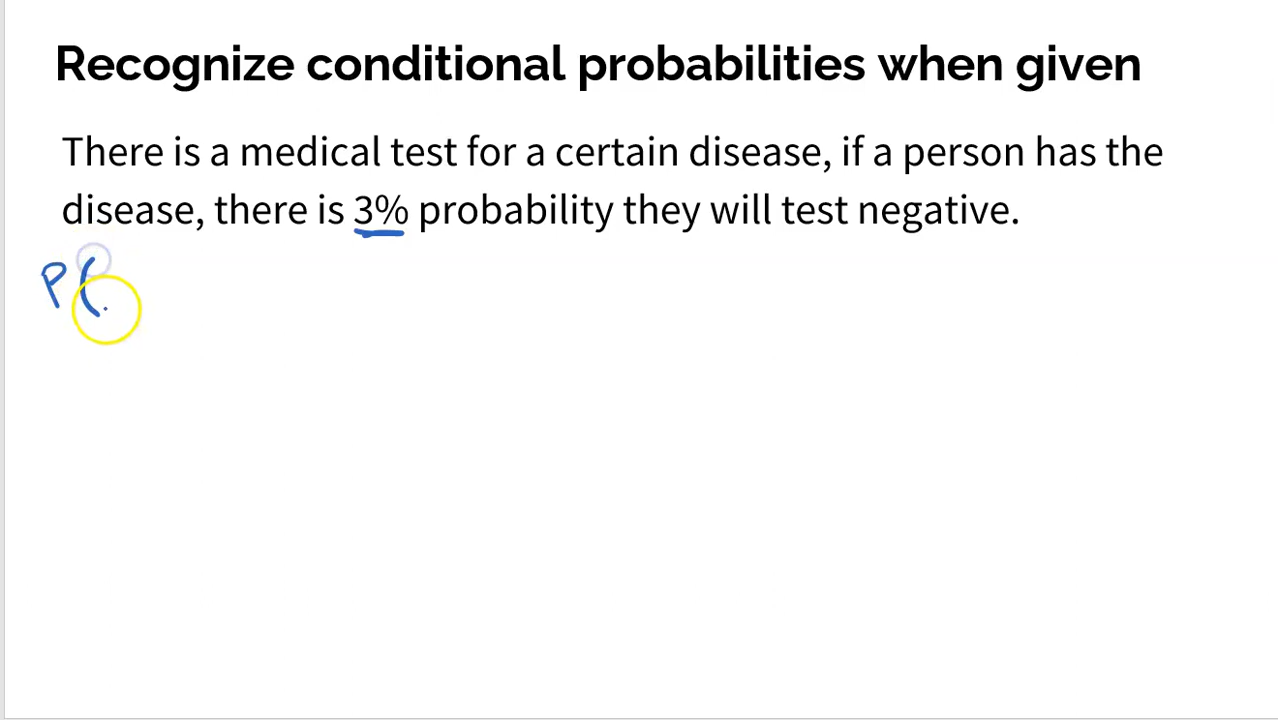 Recognize conditional probabilities when given
There is a medical test for a certain disease, if a person has the
disease, there is 3% probability they will test negative.
P(